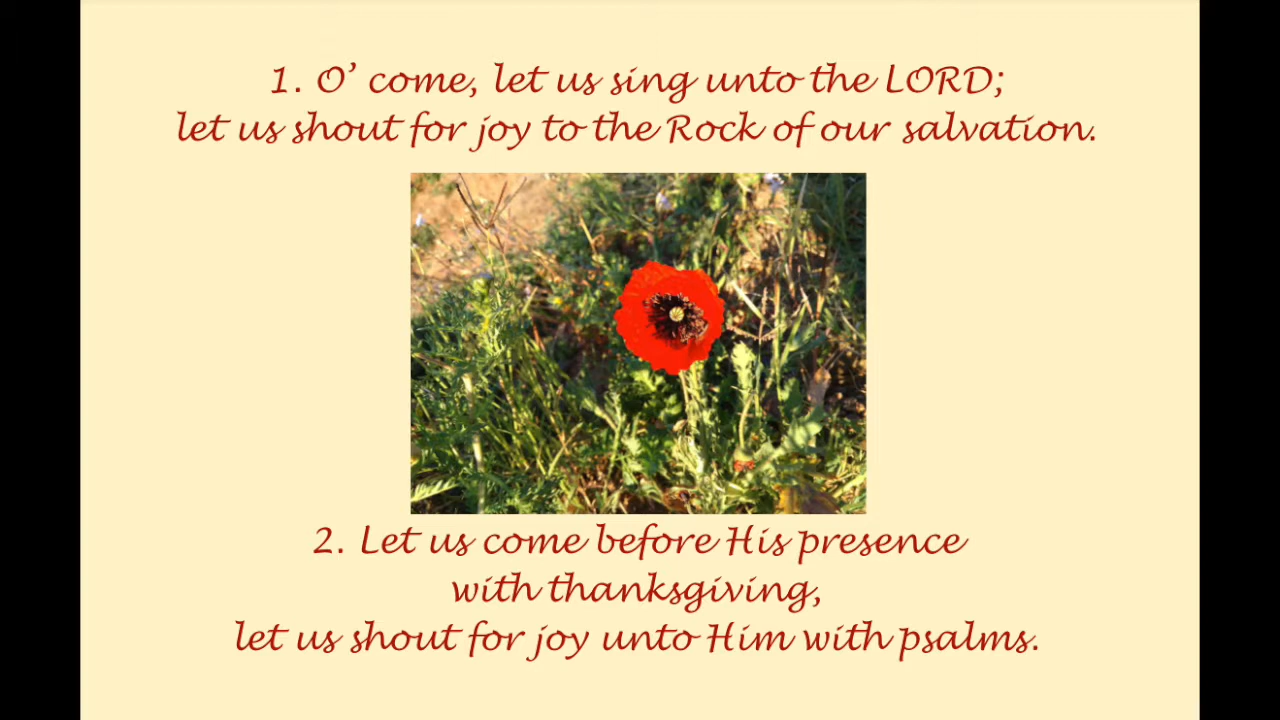 1. O’ come, let us sing unto the LORD;
let us shout for joy to the Rock of our salvation.
2. Let us come before His presence
with thanksgiving,
let us shout for joy unto Him with psalms.